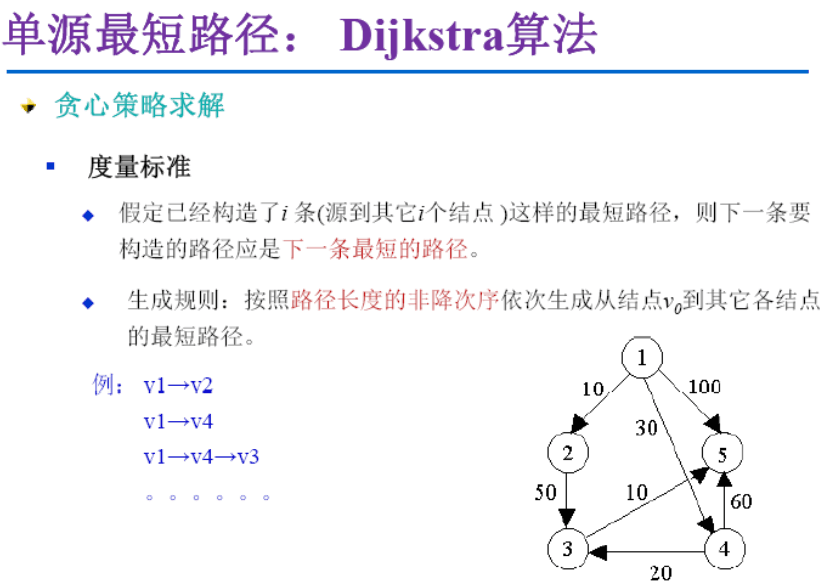 单源最短路径： Dijkstra算法
贪心策略求解
度量标准
假定已经构造了i 条(源到其它i个结点 )这样的最短路径，则下一条要
构造的路径应是下一条最短的路径。
生成规则：按照路径长度的非降次序依次生成从结点v0到其它各结点
的最短路径。
例： v1→v2
v1→v4
v1→v4→v3
。。。。。。
1
10
100
30
2
5
50
10
60
3
4
20